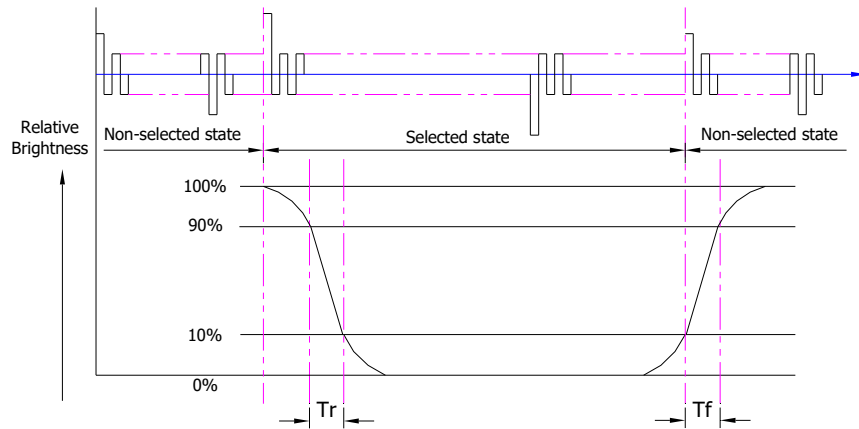 Relative
Brightness
Non-selected state
Selected state
Non-selected state
100%
90%
10%
0%
Tr
Tf